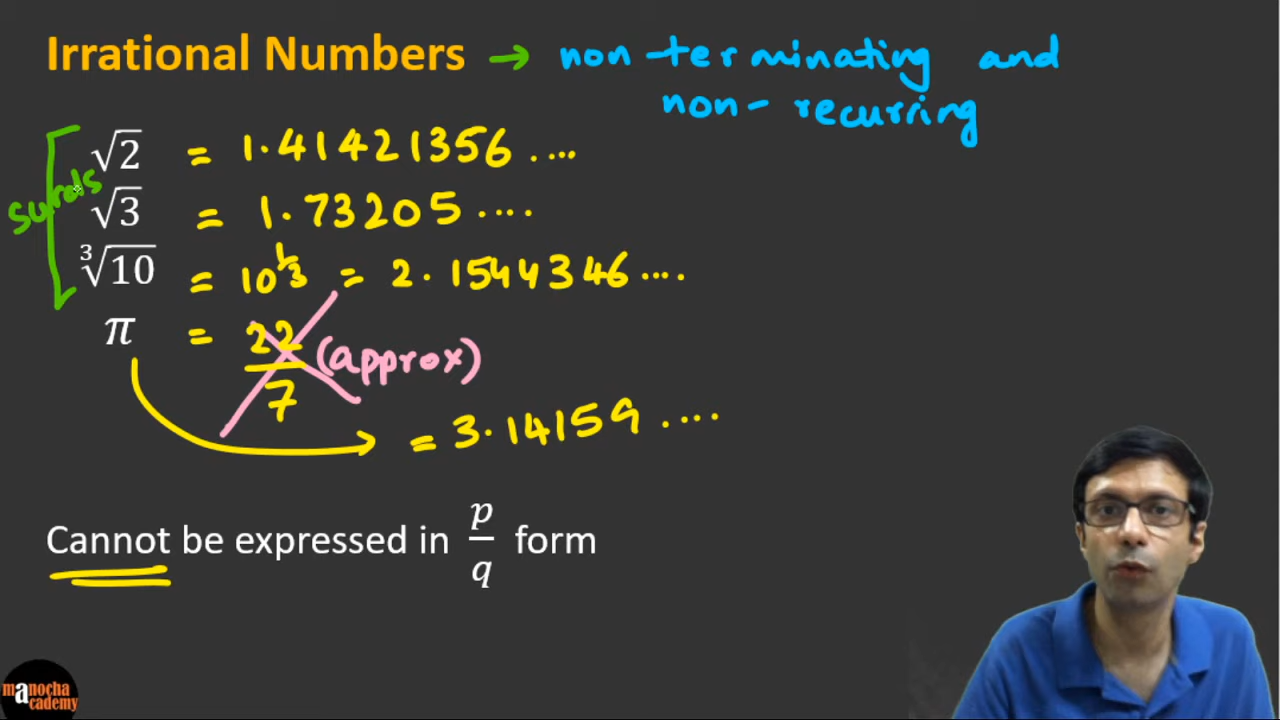 Irrational Numbers → non-terminating and
non-recurring
surds
√2 = 1.41421356....
√3 = 1.73205....
∛10 = 10^1/3 = 2.1544346....
π = 22/7 (approx)
= 3.14159....
Cannot be expressed in p/q form
manocha
academy